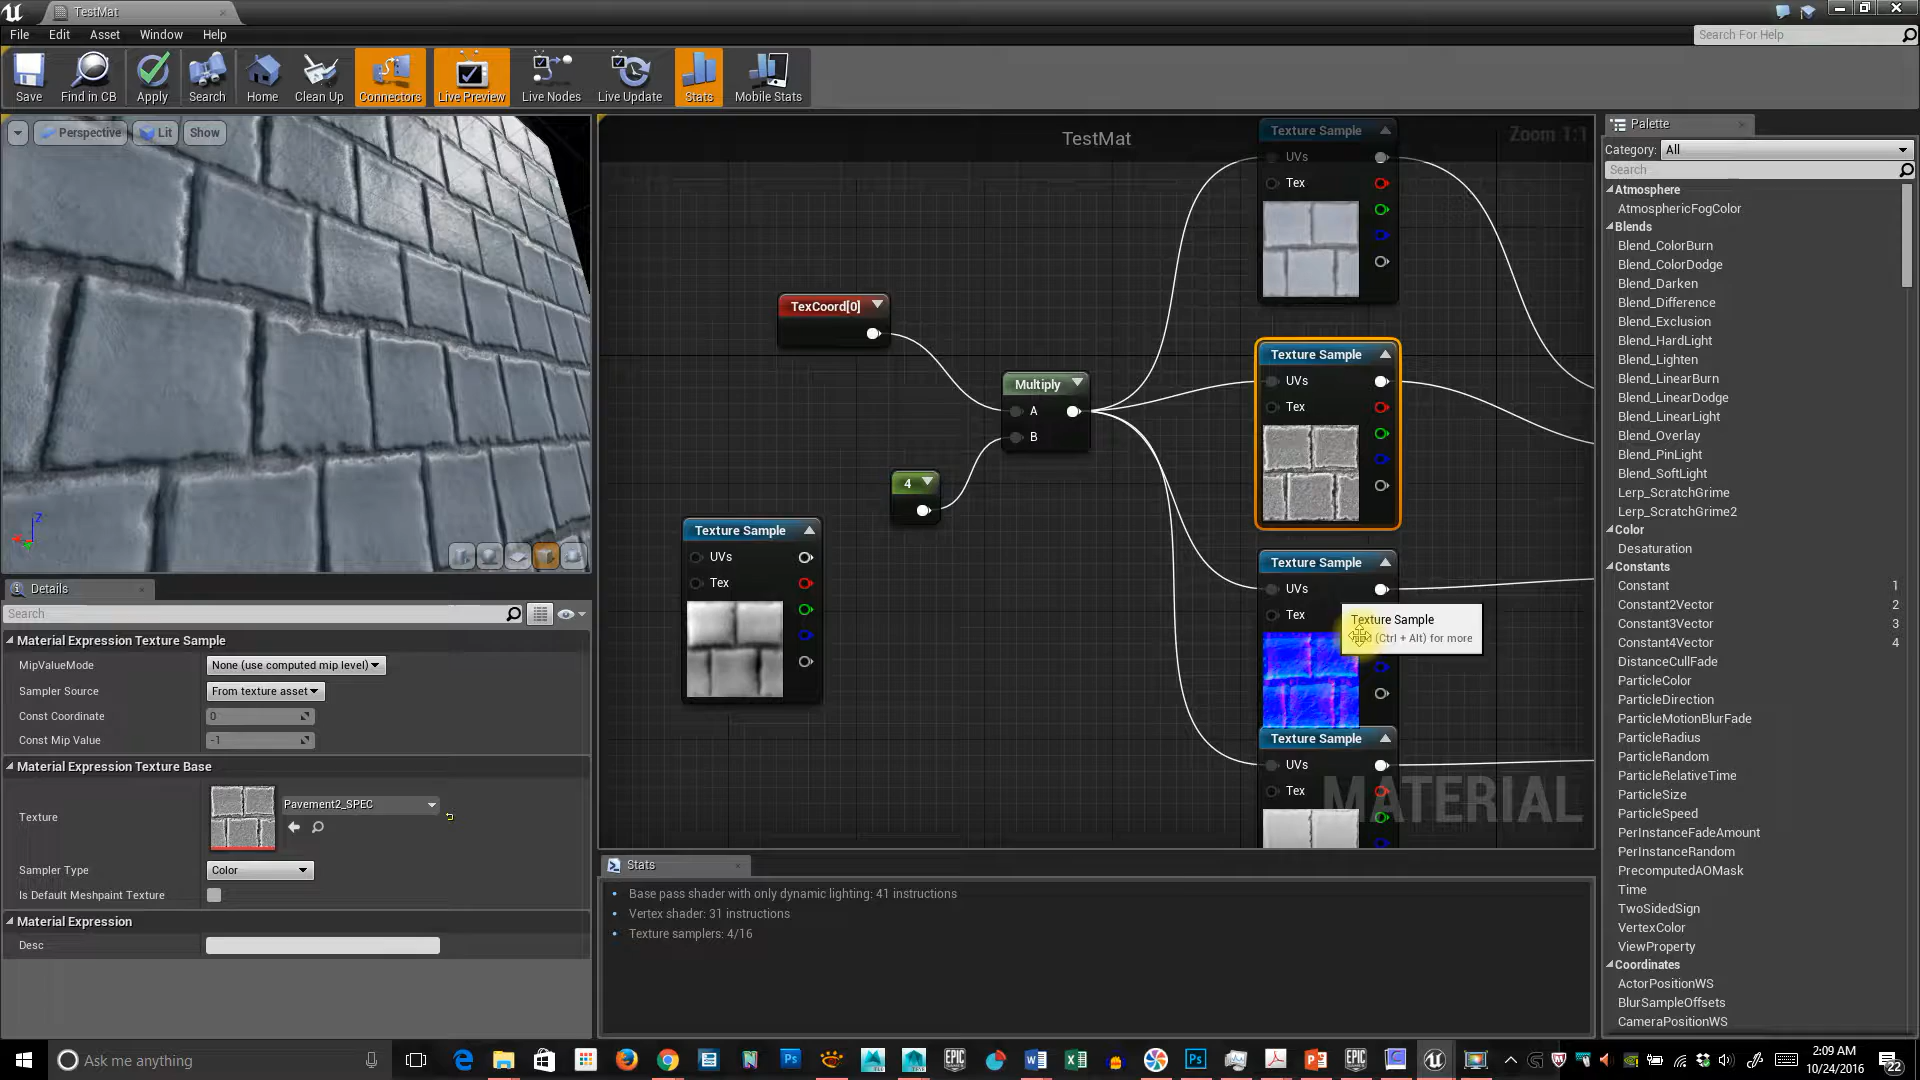 TestMat
File Edit Asset Window Help
Search For Help
Save Find in CB Apply Search Home Clean Up Connectors Live Preview Live Nodes Live Update Stats Mobile Stats
Perspective Lit Show
TestMat
Zoom 1:1
Texture Sample
UVs
Tex
TexCoord[0]
Multiply
A
B
4
Texture Sample
UVs
Tex
Texture Sample
UVs
Tex
Texture Sample
UVs
Tex
Texture Sample
(Ctrl + Alt) for more
Texture Sample
UVs
Tex
MATERIAL
Z
Details
Search
Material Expression Texture Sample
MipValueMode None (use computed mip level)
Sampler Source From texture asset
Const Coordinate 0
Const Mip Value -1
Material Expression Texture Base
Texture Pavement2_SPEC
Sampler Type Color
Is Default Meshpaint Texture
Material Expression
Desc
Stats
Base pass shader with only dynamic lighting: 41 instructions
Vertex shader: 31 instructions
Texture samplers: 4/16
Palette
Category: All
Search
Atmosphere
AtmosphericFogColor
Blends
Blend_ColorBurn
Blend_ColorDodge
Blend_Darken
Blend_Difference
Blend_Exclusion
Blend_HardLight
Blend_Lighten
Blend_LinearBurn
Blend_LinearDodge
Blend_LinearLight
Blend_Overlay
Blend_PinLight
Blend_SoftLight
Lerp_ScratchGrime
Lerp_ScratchGrime2
Color
Desaturation
Constants
Constant 1
Constant2Vector 2
Constant3Vector 3
Constant4Vector 4
DistanceCullFade
ParticleColor
ParticleDirection
ParticleMotionBlurFade
ParticleRadius
ParticleRandom
ParticleRelativeTime
ParticleSize
ParticleSpeed
PerInstanceFadeAmount
PerInstanceRandom
PrecomputedAOMask
Time
TwoSidedSign
VertexColor
ViewProperty
Coordinates
ActorPositionWS
BlurSampleOffsets
CameraPositionWS
Ask me anything
2:09 AM
10/24/2016
22